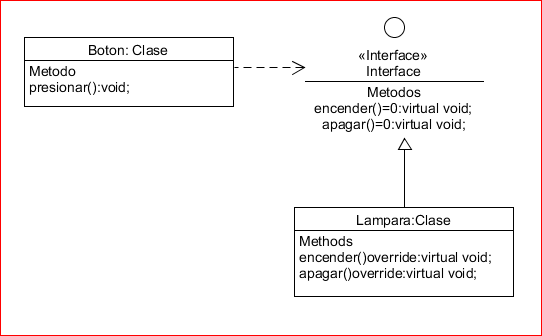 Boton: Clase
Metodo
presionar():void;
«Interface»
Interface
Metodos
encender()=0:virtual void;
apagar()=0:virtual void;
Lampara:Clase
Methods
encender()override:virtual void;
apagar()override:virtual void;